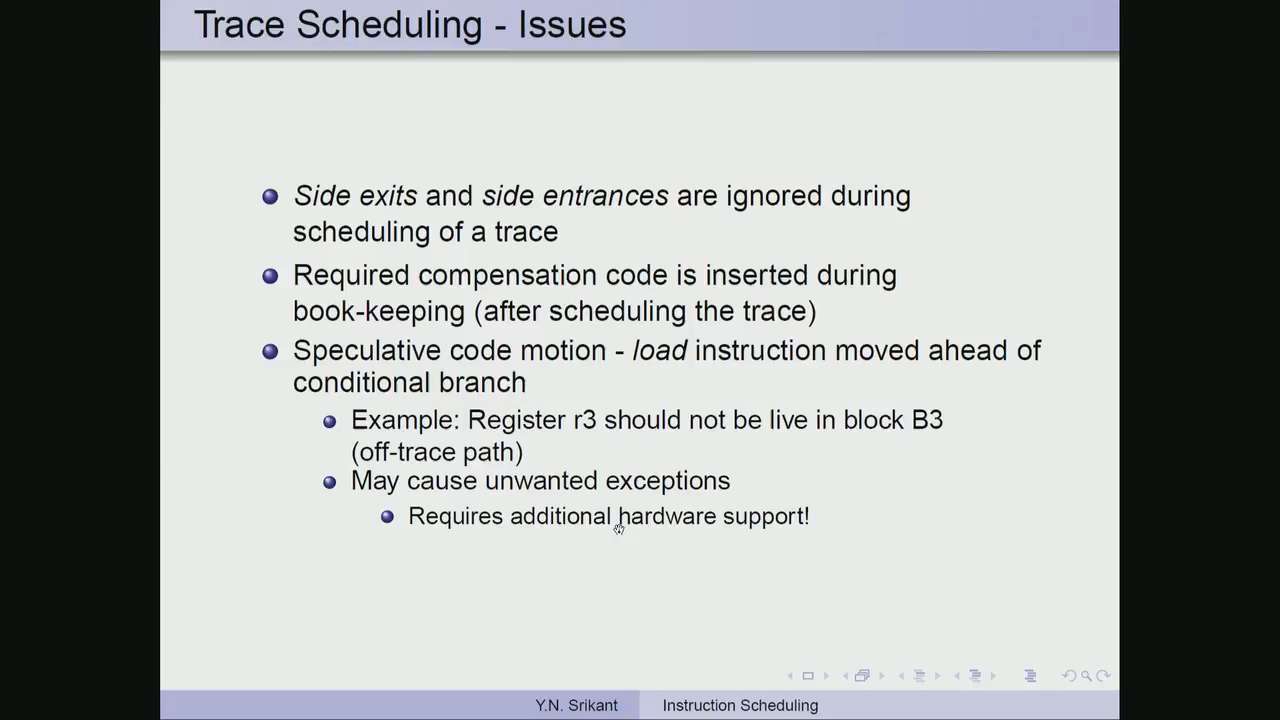 Trace Scheduling - Issues
Side exits and side entrances are ignored during
scheduling of a trace
Required compensation code is inserted during
book-keeping (after scheduling the trace)
Speculative code motion - load instruction moved ahead of
conditional branch
Example: Register r3 should not be live in block B3
(off-trace path)
May cause unwanted exceptions
Requires additional hardware support!
Y.N. Srikant
Instruction Scheduling